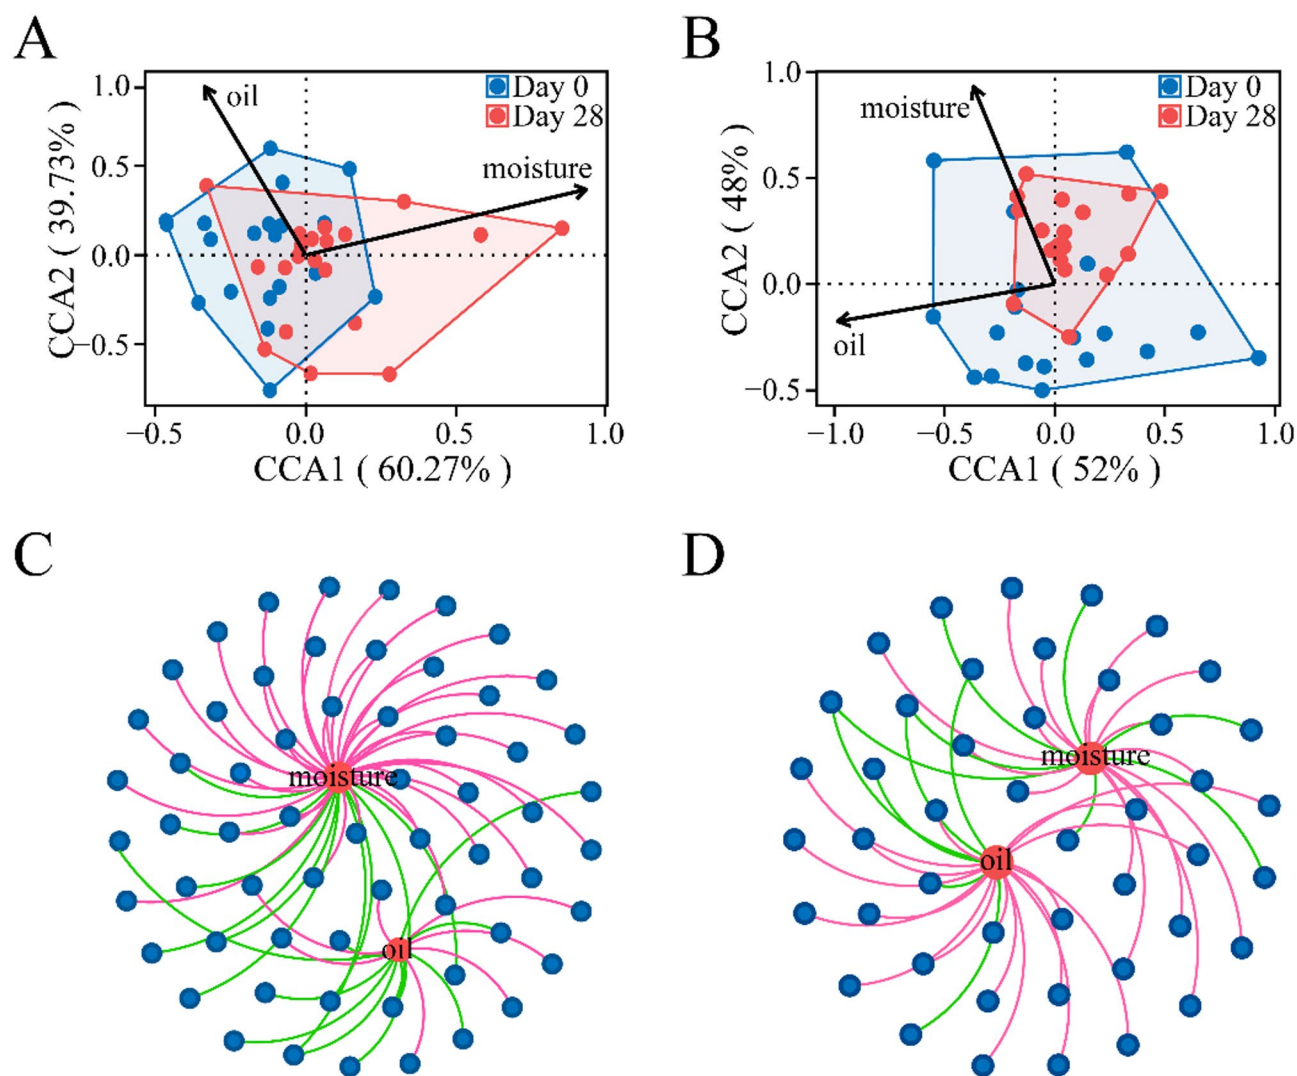 A
B
1.0
0.5
0.0
−0.5
CCA2 ( 39.73% )
oil
moisture
Day 0
Day 28
−0.5
0.0
0.5
1.0
CCA1 ( 60.27% )
1.0
0.5
0.0
−0.5
CCA2 ( 48% )
moisture
oil
Day 0
Day 28
−1.0
−0.5
0.0
0.5
1.0
CCA1 ( 52% )
C
D
moisture
oil
moisture
oil